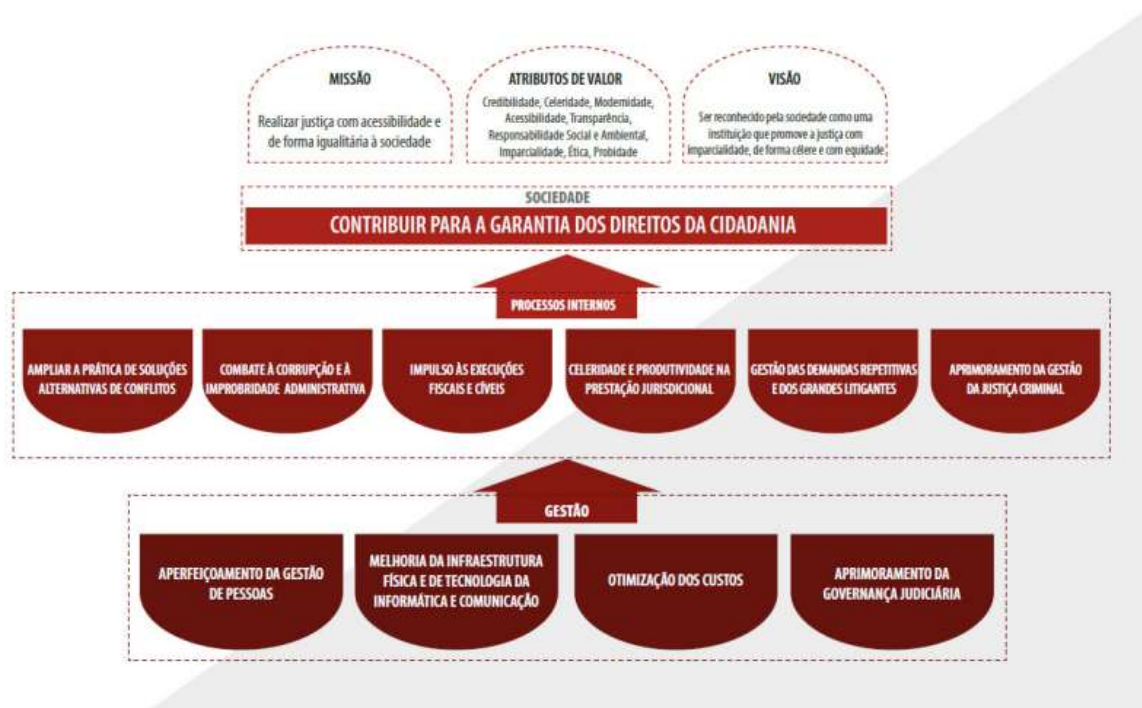 MISSÃO
Realizar justiça com acessibilidade e
de forma igualitária à sociedade
ATRIBUTOS DE VALOR
Credibilidade, Celeridade, Modernidade,
Acessibilidade, Transparência,
Responsabilidade Social e Ambiental,
Imparcialidade, Ética, Probidade
VISÃO
Ser reconhecido pela sociedade como uma
instituição que promove a justiça com
imparcialidade, de forma célere e com equidade
SOCIEDADE
CONTRIBUIR PARA A GARANTIA DOS DIREITOS DA CIDADANIA
PROCESSOS INTERNOS
AMPLIAR A PRÁTICA DE SOLUÇÕES
ALTERNATIVAS DE CONFLITOS
COMBATE À CORRUPÇÃO E À
IMPROBRIDADE ADMINISTRATIVA
IMPULSO ÀS EXECUÇÕES
FISCAIS E CÍVEIS
CELERIDADE E PRODUTIVIDADE NA
PRESTAÇÃO JURISDICIONAL
GESTÃO DAS DEMANDAS REPETITIVAS
E DOS GRANDES LITIGANTES
APRIMORAMENTO DA GESTÃO
DA JUSTIÇA CRIMINAL
GESTÃO
APERFEIÇOAMENTO DA GESTÃO
DE PESSOAS
MELHORIA DA INFRAESTRUTURA
FÍSICA E DE TECNOLOGIA DA
INFORMÁTICA E COMUNICAÇÃO
OTIMIZAÇÃO DOS CUSTOS
APRIMORAMENTO DA
GOVERNANÇA JUDICIÁRIA